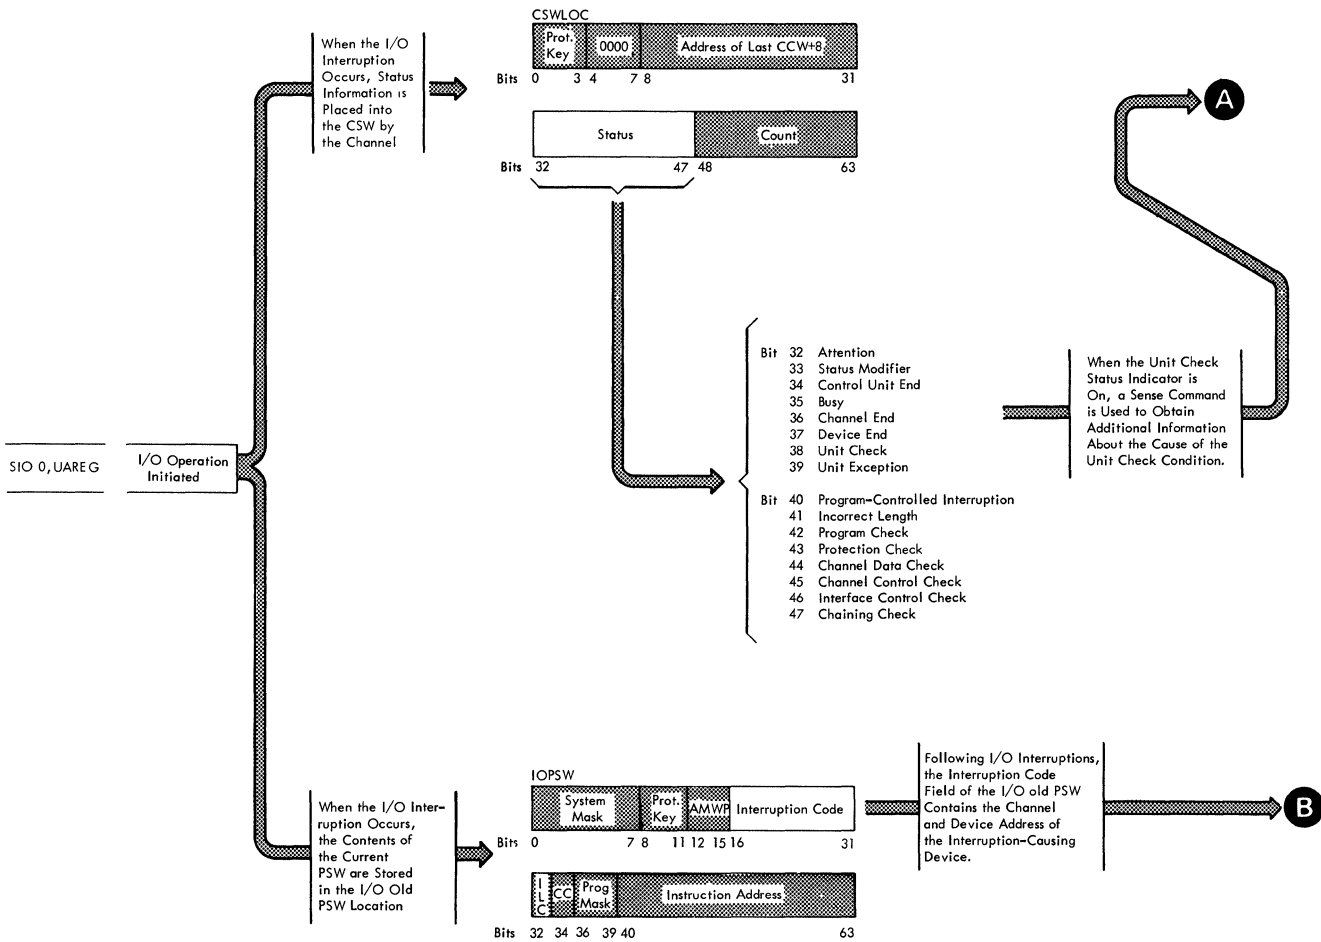 CSWLOC
Prot.
Key
0000
Address of Last CCW+8
Bits 0 3 4 7 8 31
When the I/O
Interruption
Occurs, Status
Information is
Placed into
the CSW by
the Channel
Status
Count
Bits 32 47 48 63
A
Bit 32 Attention
33 Status Modifier
34 Control Unit End
35 Busy
36 Channel End
37 Device End
38 Unit Check
39 Unit Exception
Bit 40 Program-Controlled Interruption
41 Incorrect Length
42 Program Check
43 Protection Check
44 Channel Data Check
45 Channel Control Check
46 Interface Control Check
47 Chaining Check
When the Unit Check
Status Indicator is
On, a Sense Command
is Used to Obtain
Additional Information
About the Cause of the
Unit Check Condition.
SIO 0,UAREG
I/O Operation
Initiated
When the I/O Inter-
ruption Occurs,
the Contents of
the Current
PSW are Stored
in the I/O Old
PSW Location
IOPSW
System
Mask
Prot.
Key
AMWP
Interruption Code
Bits 0 7 8 11 12 15 16 31
ILC
CC
Prog
Mask
Instruction Address
Bits 32 34 36 39 40 63
Following I/O Interruptions,
the Interruption Code
Field of the I/O old PSW
Contains the Channel
and Device Address of
the Interruption-Causing
Device.
B